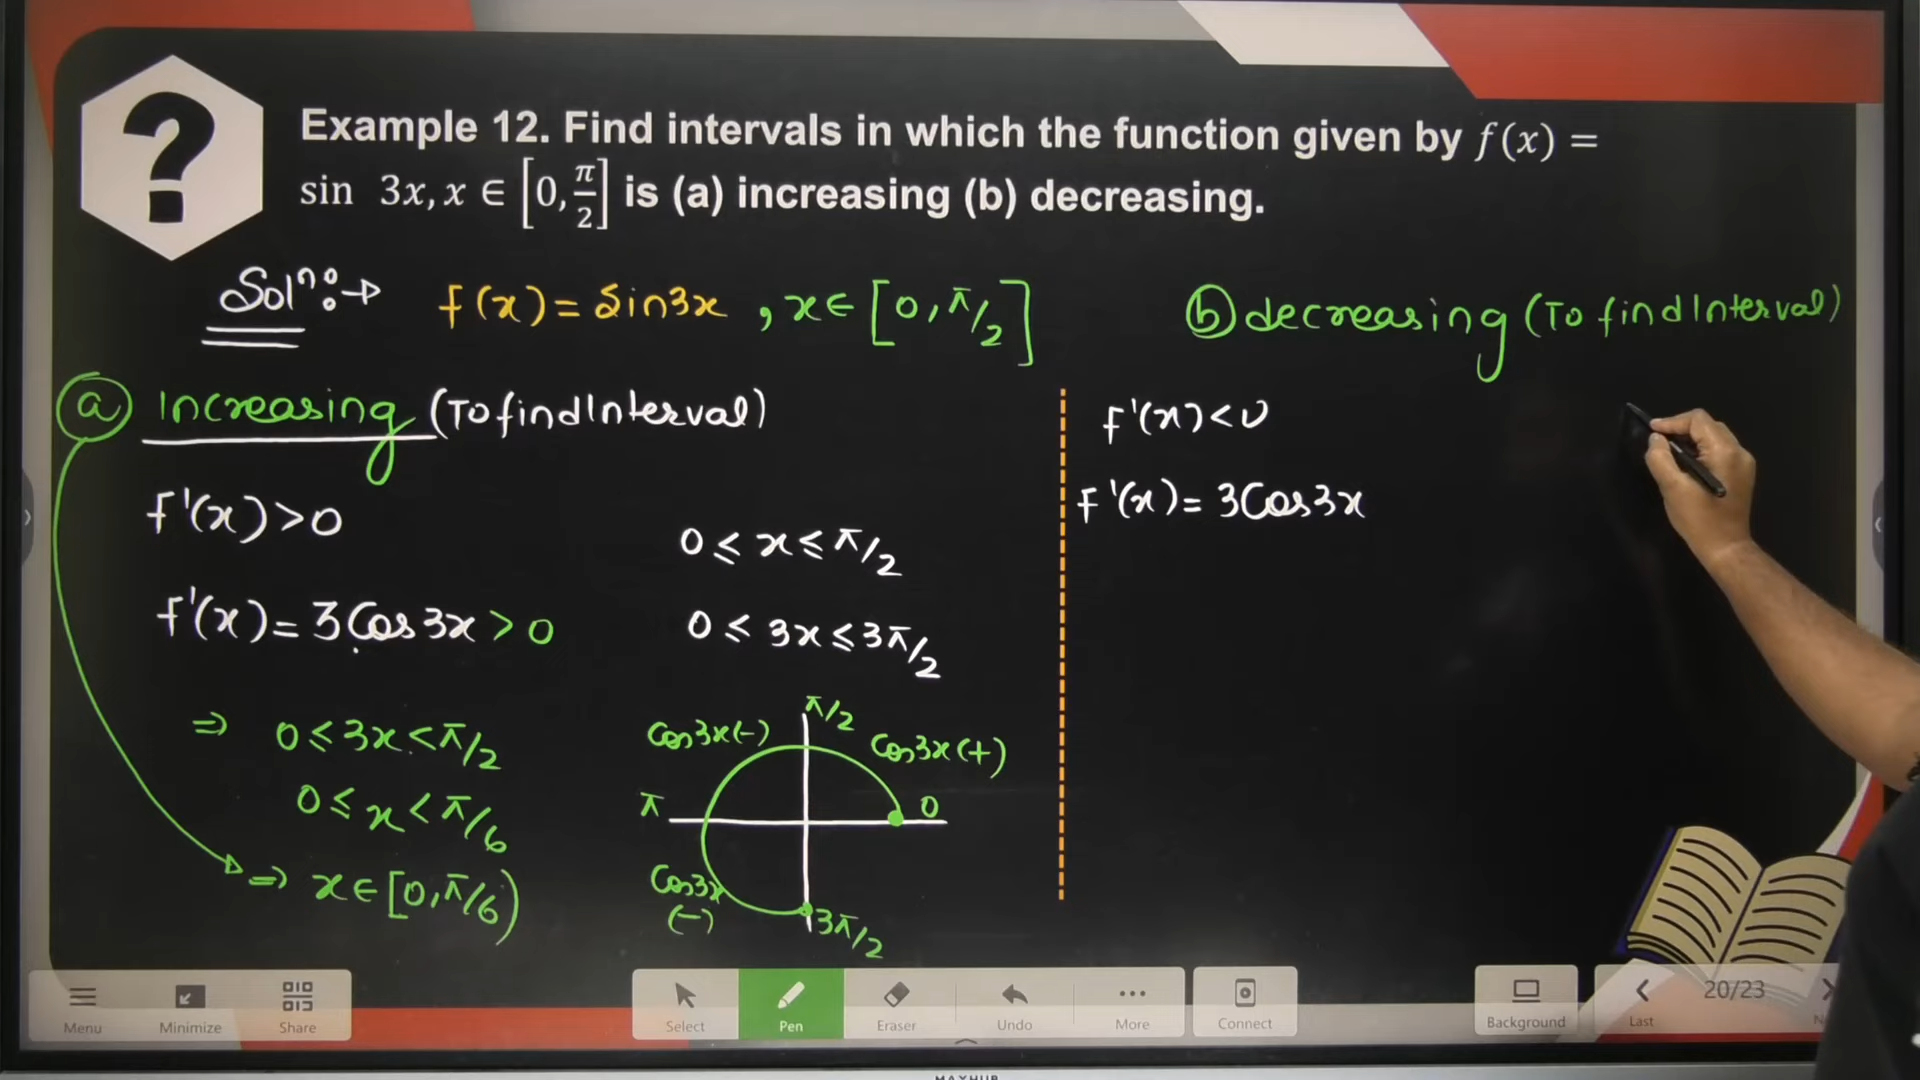 ?
Example 12. Find intervals in which the function given by f(x) =
sin 3x, x ∈ [0, π/2] is (a) increasing (b) decreasing.
Solⁿ:→ f(x) = Sin3x , x ∈ [0, π/2]
ⓐ Increasing (To find Interval)
f'(x) > 0
f'(x) = 3Cos3x > 0
⇒ 0 ≤ 3x < π/2
0 ≤ x < π/6
⇒ x ∈ [0, π/6)
0 ≤ x ≤ π/2
0 ≤ 3x ≤ 3π/2
π/2
Cos3x(-)
Cos3x(+)
π
0
Cos3x
(-)
3π/2
ⓑ decreasing (To find Interval)
f'(x) < 0
f'(x) = 3Cos3x
Menu
Minimize
Share
Select
Pen
Eraser
Undo
More
Connect
Background
Last
20/23